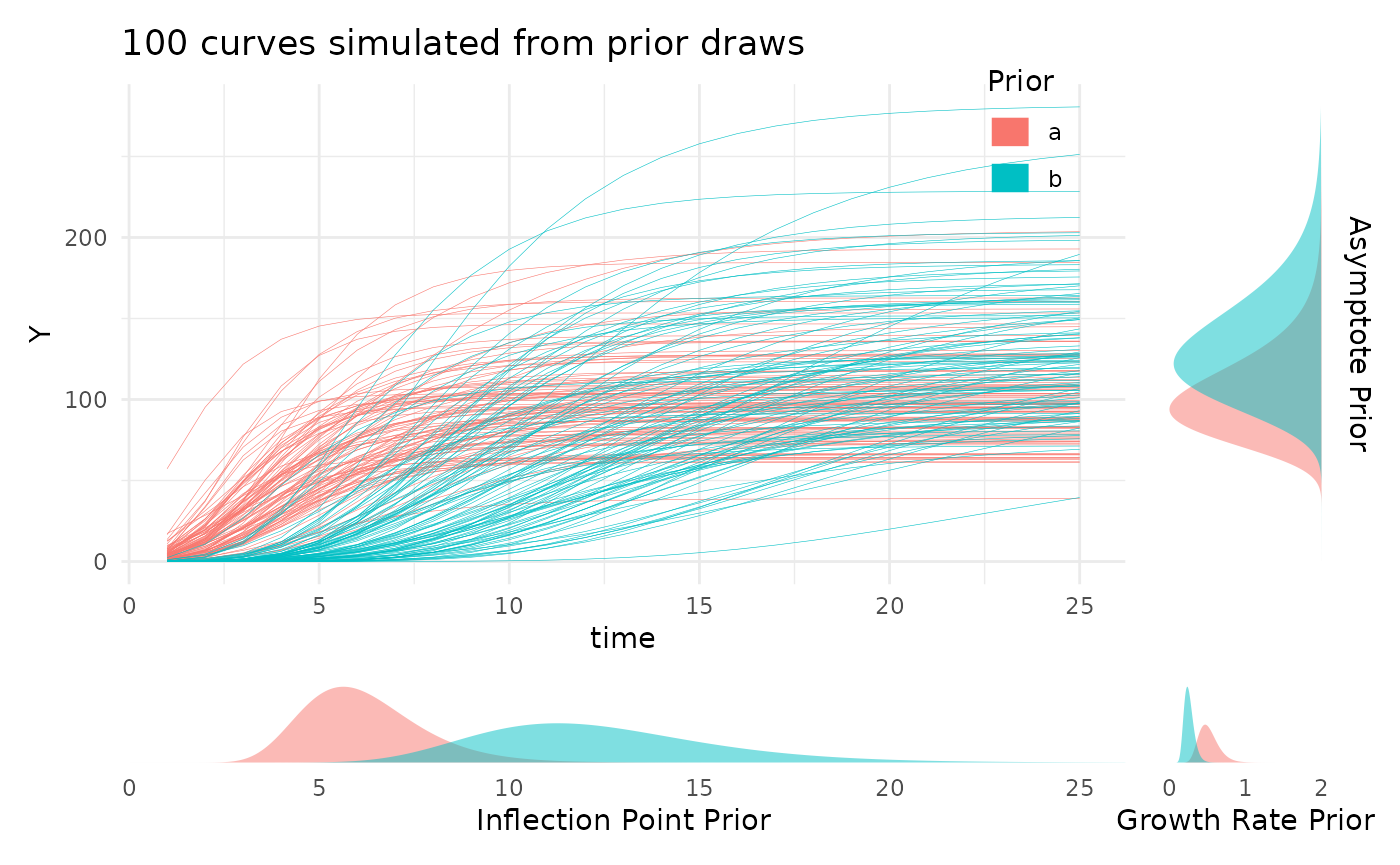 100 curves simulated from prior draws
Prior
a
b
Y
200
100
0
0 5 10 15 20 25
time
Asymptote Prior
0 5 10 15 20 25
Inflection Point Prior
0 1 2
Growth Rate Prior